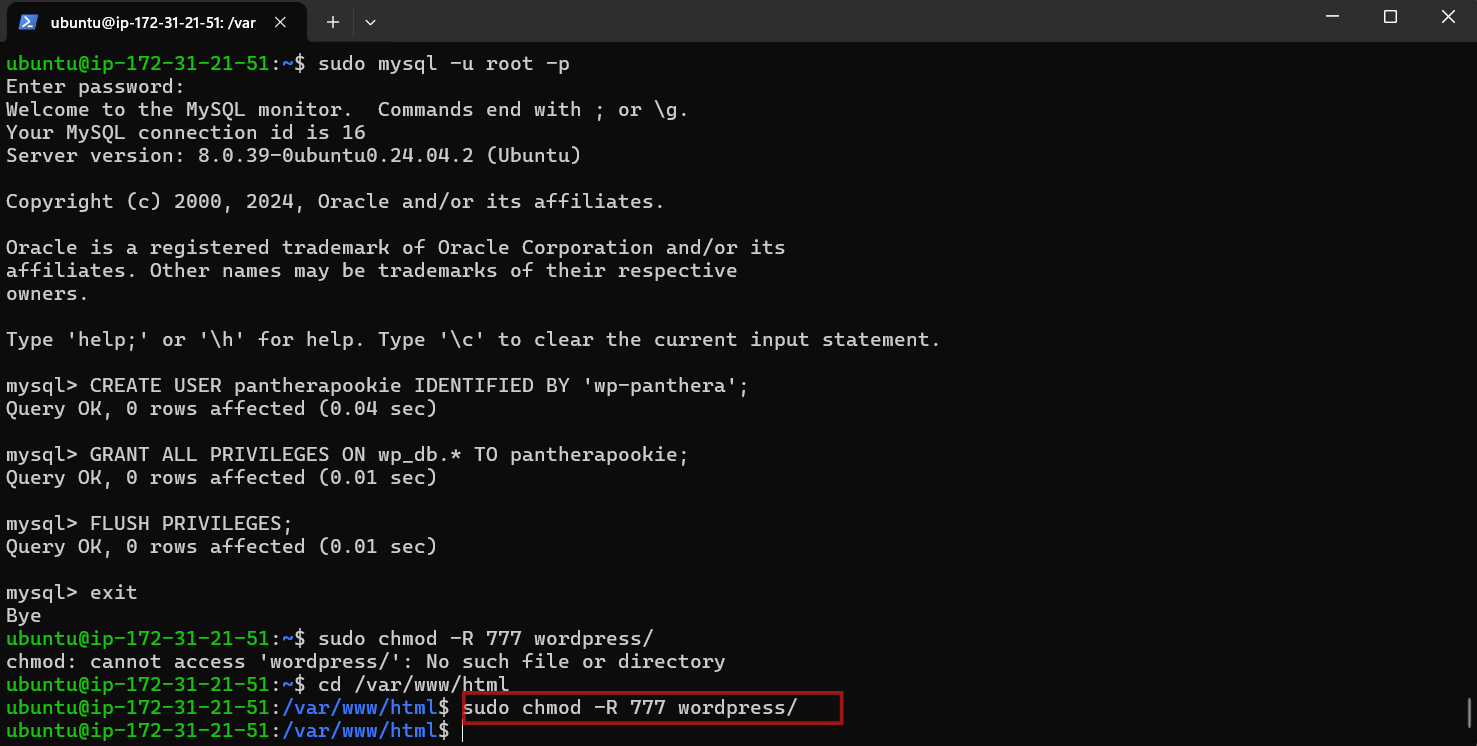 ubuntu@ip-172-31-21-51: /var
ubuntu@ip-172-31-21-51:~$ sudo mysql -u root -p
Enter password:
Welcome to the MySQL monitor.  Commands end with ; or \g.
Your MySQL connection id is 16
Server version: 8.0.39-0ubuntu0.24.04.2 (Ubuntu)
Copyright (c) 2000, 2024, Oracle and/or its affiliates.
Oracle is a registered trademark of Oracle Corporation and/or its
affiliates. Other names may be trademarks of their respective
owners.
Type 'help;' or '\h' for help. Type '\c' to clear the current input statement.
mysql> CREATE USER pantherapookie IDENTIFIED BY 'wp-panthera';
Query OK, 0 rows affected (0.04 sec)
mysql> GRANT ALL PRIVILEGES ON wp_db.* TO pantherapookie;
Query OK, 0 rows affected (0.01 sec)
mysql> FLUSH PRIVILEGES;
Query OK, 0 rows affected (0.01 sec)
mysql> exit
Bye
ubuntu@ip-172-31-21-51:~$ sudo chmod -R 777 wordpress/
chmod: cannot access 'wordpress/': No such file or directory
ubuntu@ip-172-31-21-51:~$ cd /var/www/html
ubuntu@ip-172-31-21-51:/var/www/html$ sudo chmod -R 777 wordpress/
ubuntu@ip-172-31-21-51:/var/www/html$